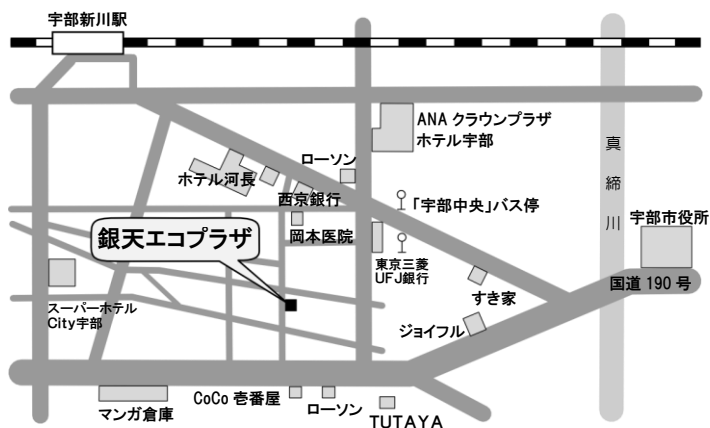 宇部新川駅
ANA クラウンプラザ
ホテル宇部
ローソン
ホテル河長
西京銀行
「宇部中央」バス停
真締川
宇部市役所
岡本医院
銀天エコプラザ
東京三菱
UFJ銀行
国道 190 号
すき家
スーパーホテル
City宇部
ジョイフル
マンガ倉庫
CoCo 壱番屋
ローソン
TUTAYA